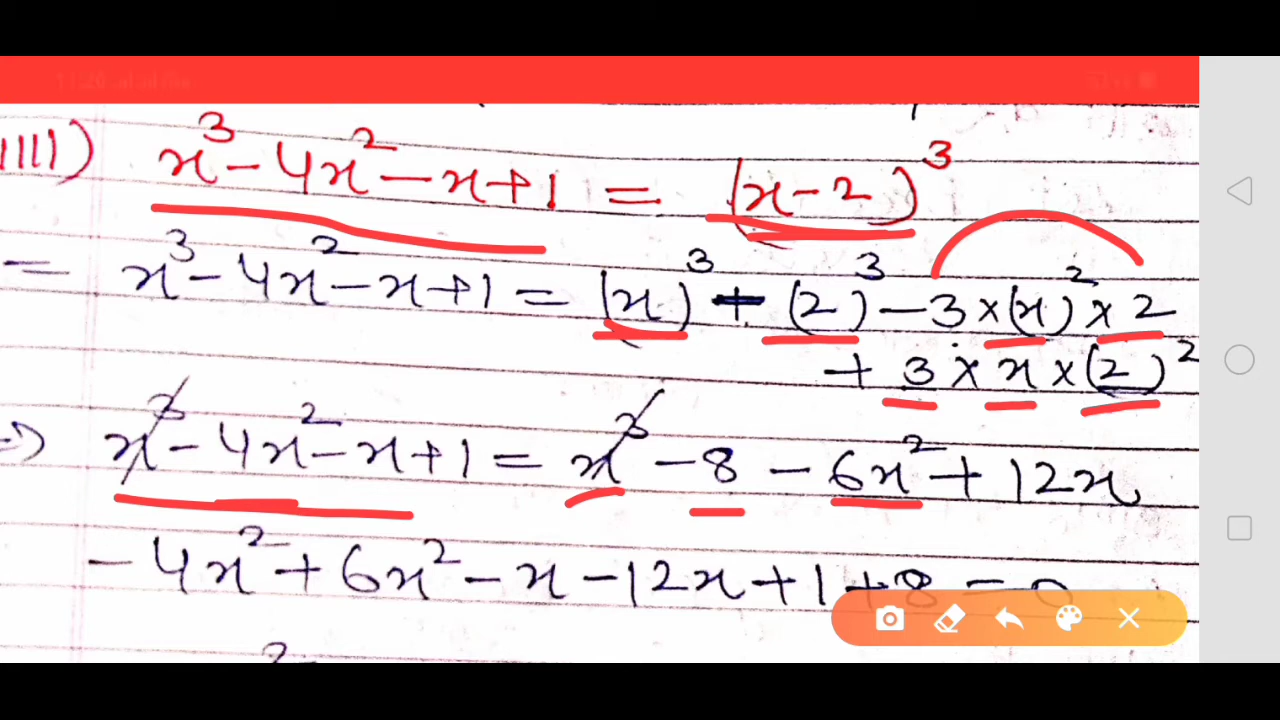 iiii) x³ - 4x² - x + 1 = (x - 2)³
= x³ - 4x² - x + 1 = (x)³ - (2)³ - 3 × (x)² × 2
+ 3 × x × (2)²
⇒ x³ - 4x² - x + 1 = x³ - 8 - 6x² + 12x
- 4x² + 6x² - x - 12x + 1 + 8 = 0